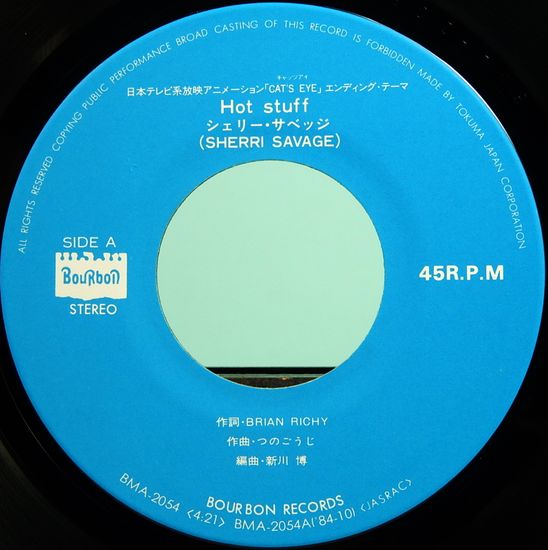 ALL RIGHTS RESERVED COPYING PUBLIC PERFORMANCE BROAD CASTING OF THIS RECORD IS FORBIDDEN MADE BY TOKUMA JAPAN CORPORATION
キャッツアイ
日本テレビ系放映アニメーション「CAT'S EYE」エンディング・テーマ
Hot stuff
シェリー・サベッジ
(SHERRI SAVAGE)
SIDE A
BOURBON
STEREO
45R.P.M
作詞・BRIAN RICHY
作曲・つのごうじ
編曲・新川 博
BOURBON RECORDS
BMA-2054 <4:21> BMA-2054A('84-10) <JASRAC>